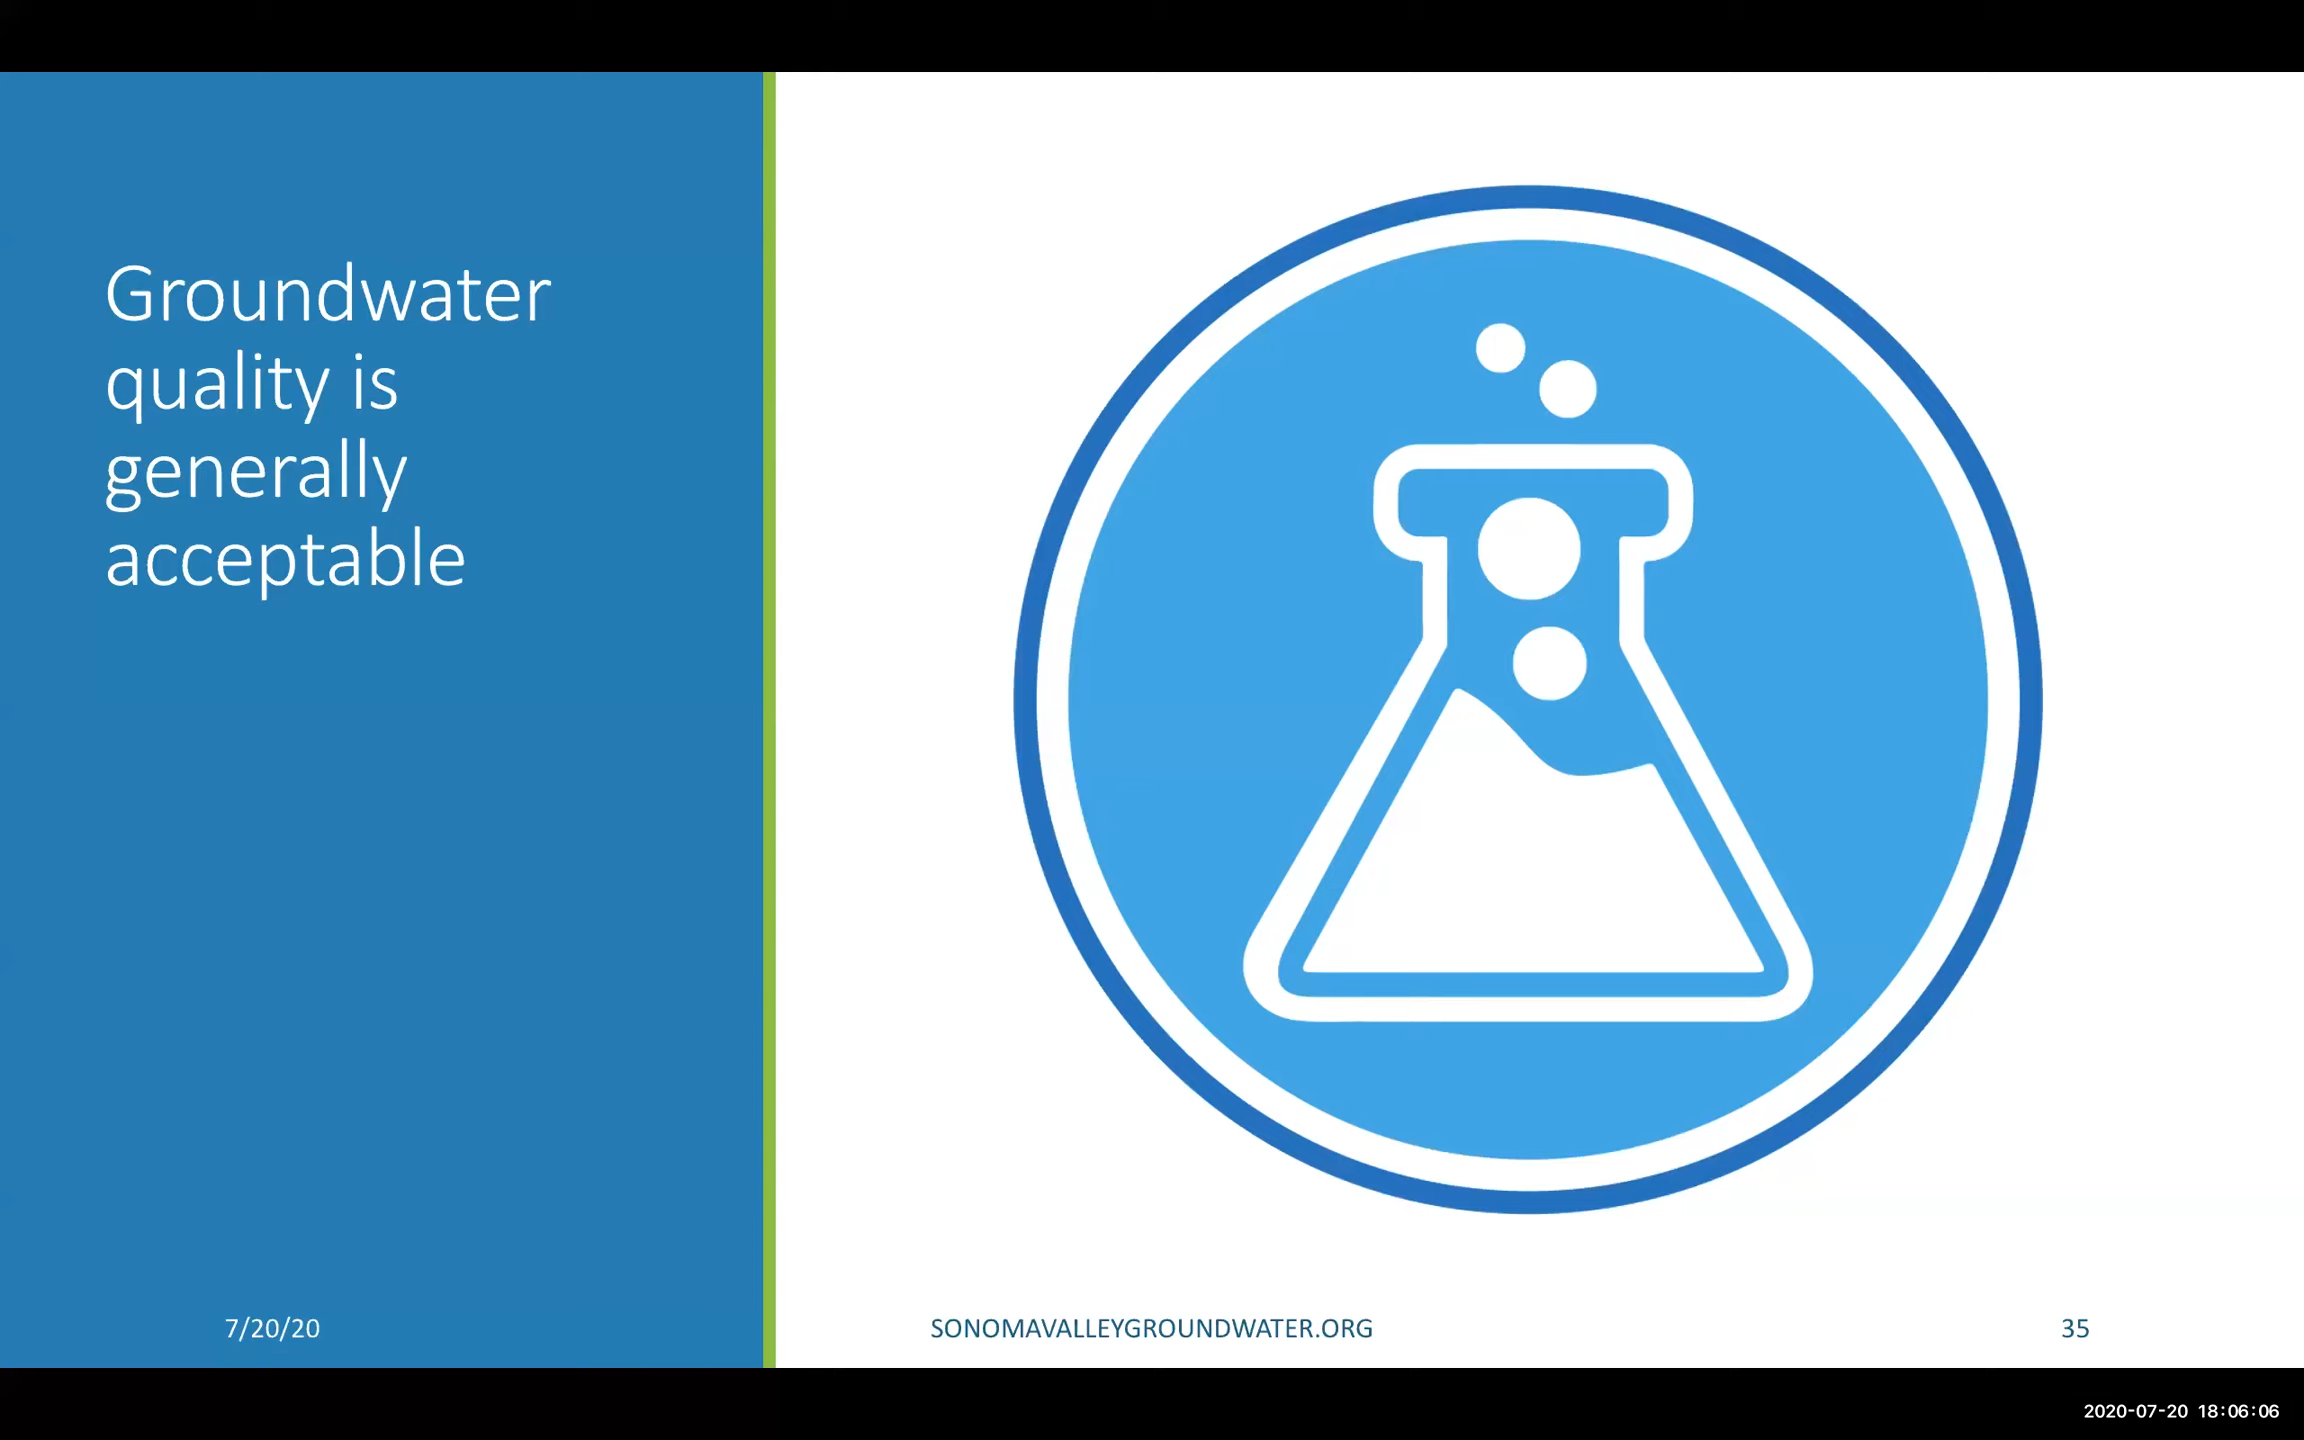 Groundwater
quality is
generally
acceptable
7/20/20
SONOMAVALLEYGROUNDWATER.ORG
35
2020-07-20 18:06:06